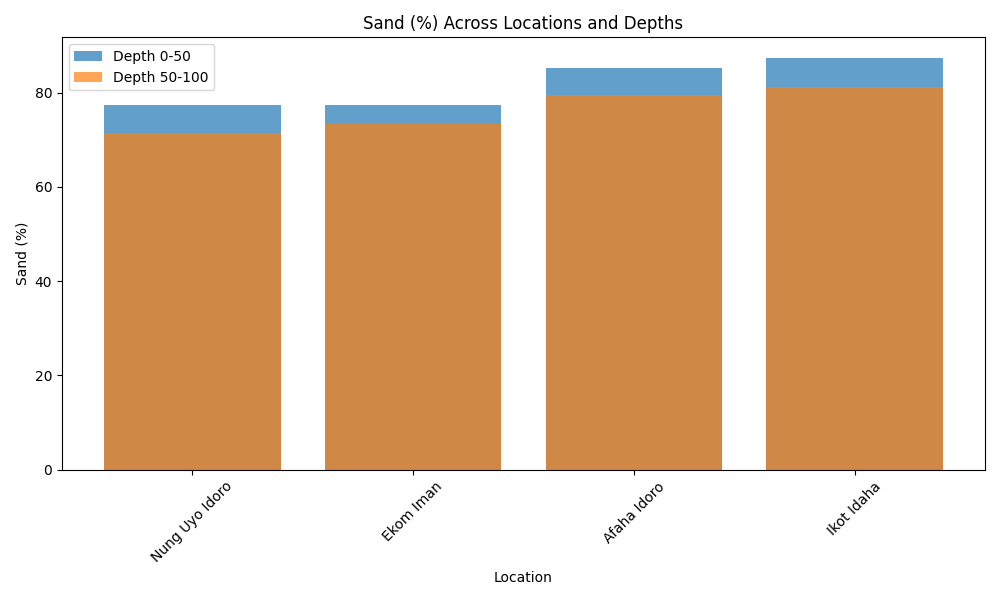 Sand (%) Across Locations and Depths
Depth 0-50
Depth 50-100
Sand (%)
80
60
40
20
0
Nung Uyo Idoro
Ekom Iman
Afaha Idoro
Ikot Idaha
Location